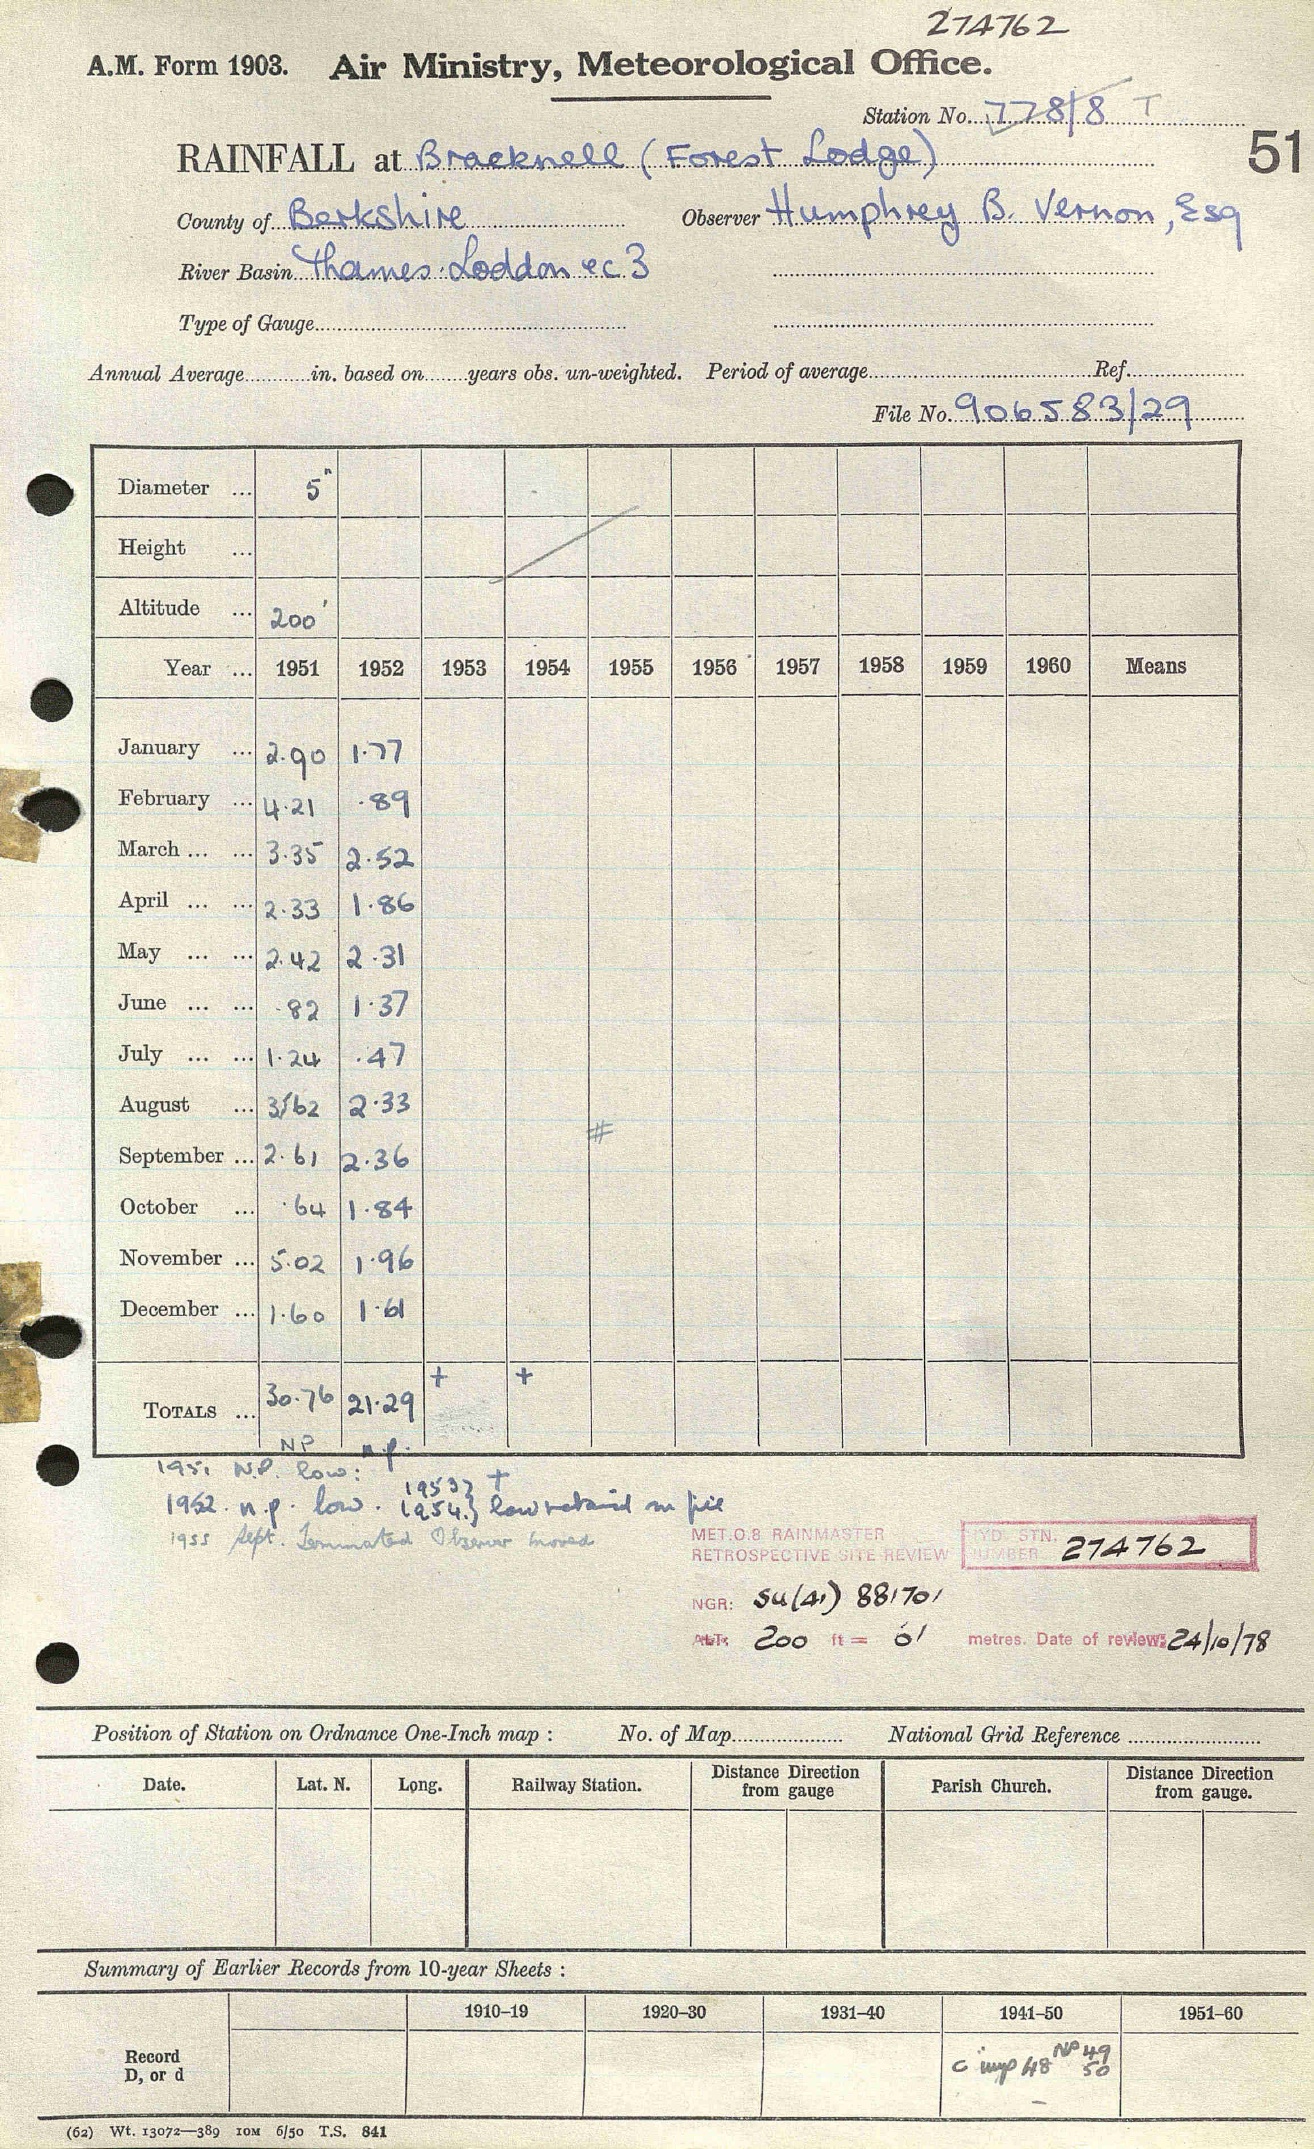 274762
A.M. Form 1903. Air Ministry, Meteorological Office.
Station No. 778/8 T
RAINFALL at Bracknell (Forest Lodge)
51
County of Berkshire Observer Humphrey B. Vernon, Esq
River Basin Thames. Loddon &c 3
Type of Gauge
Annual Average in. based on years obs. un-weighted. Period of average Ref.
File No. 906583/29
Diameter ... 5"
Height ...
Altitude ... 200'
Year ... 1951 1952 1953 1954 1955 1956 1957 1958 1959 1960 Means
January ... 2.90 1.77
February ... 4.21 .89
March ... ... 3.35 2.52
April ... ... 2.33 1.86
May ... ... 2.42 2.31
June ... ... .82 1.37
July ... ... 1.24 .47
August ... 3/62 2.33
September ... 2.61 2.36
#
October ... .64 1.84
November ... 5.02 1.96
December ... 1.60 1.61
+ +
TOTALS ... 30.76 21.29
NP n.p.
1951 N.P. low:
1953} +
1952. n.p. low. 1954.} low retained in file
1955 Sept. Terminated Observer moved
MET.O.8 RAINMASTER
RETROSPECTIVE SITE REVIEW
HYD. STN. NUMBER 274762
NGR: SU(41) 881701
ALT: 200 ft = 61 metres. Date of review: 24/10/78
Position of Station on Ordnance One-Inch map : No. of Map National Grid Reference
Date. Lat. N. Long. Railway Station. Distance Direction from gauge Parish Church. Distance Direction from gauge.
Summary of Earlier Records from 10-year Sheets :
1910–19 1920–30 1931–40 1941–50 1951–60
Record
D, or d
C imp 48 NP 49
50
(62) Wt. 13072—389 10M 6/50 T.S. 841